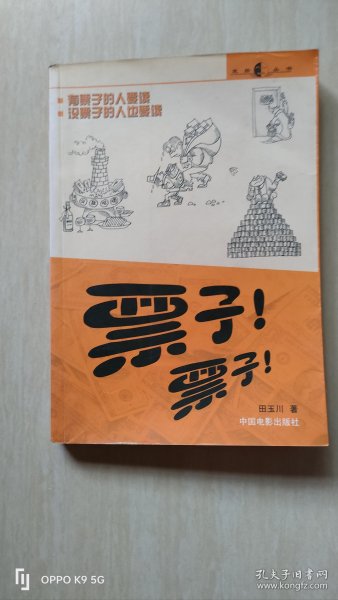 有票子的人要读
没票子的人也要读
票子!
票子!
田玉川 著
中国电影出版社
OPPO K9 5G
孔夫子旧书网
www.kongfz.com